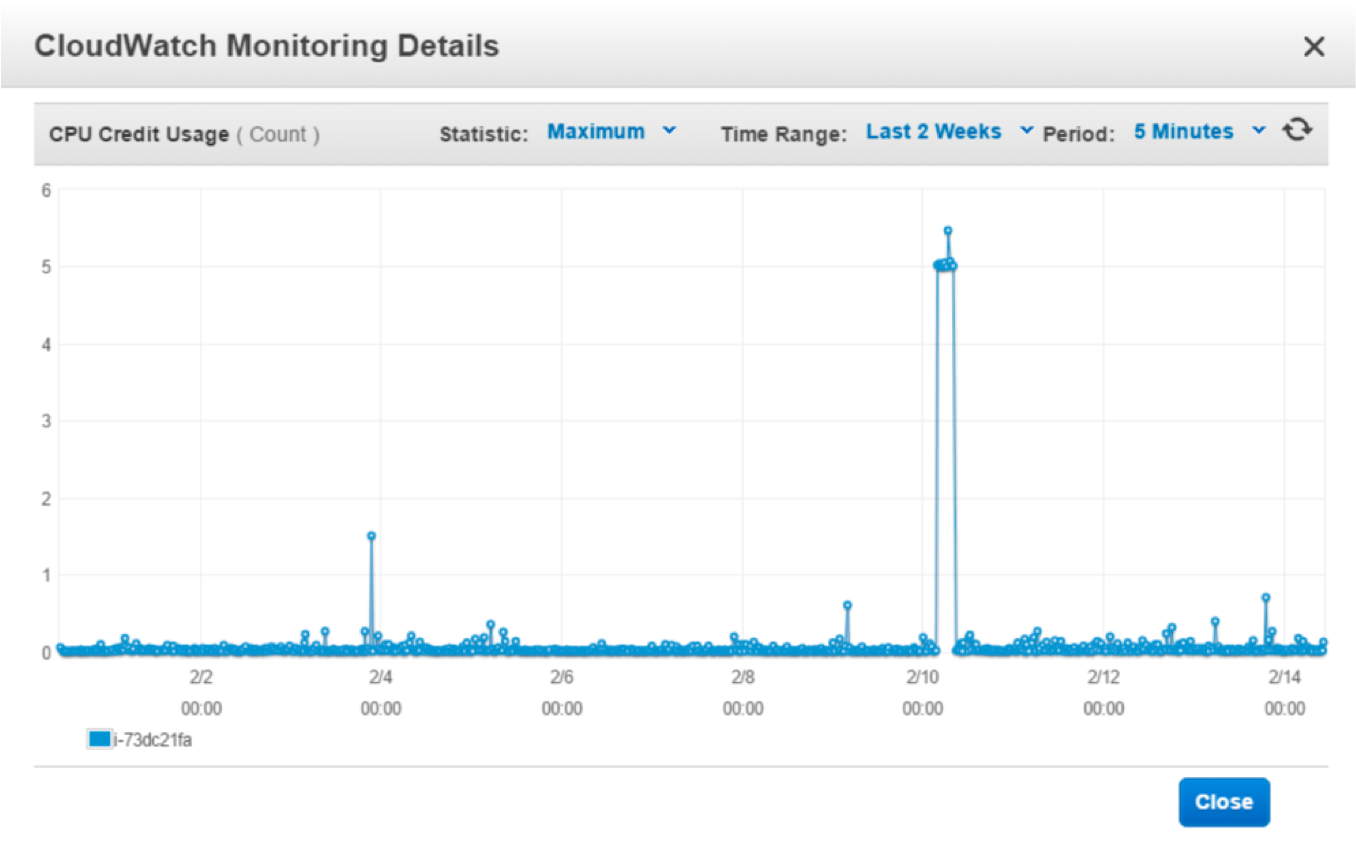 CloudWatch Monitoring Details ×
CPU Credit Usage ( Count ) Statistic: Maximum Time Range: Last 2 Weeks Period: 5 Minutes
6
5
4
3
2
1
0
2/2 2/4 2/6 2/8 2/10 2/12 2/14
00:00 00:00 00:00 00:00 00:00 00:00 00:00
i-73dc21fa
Close